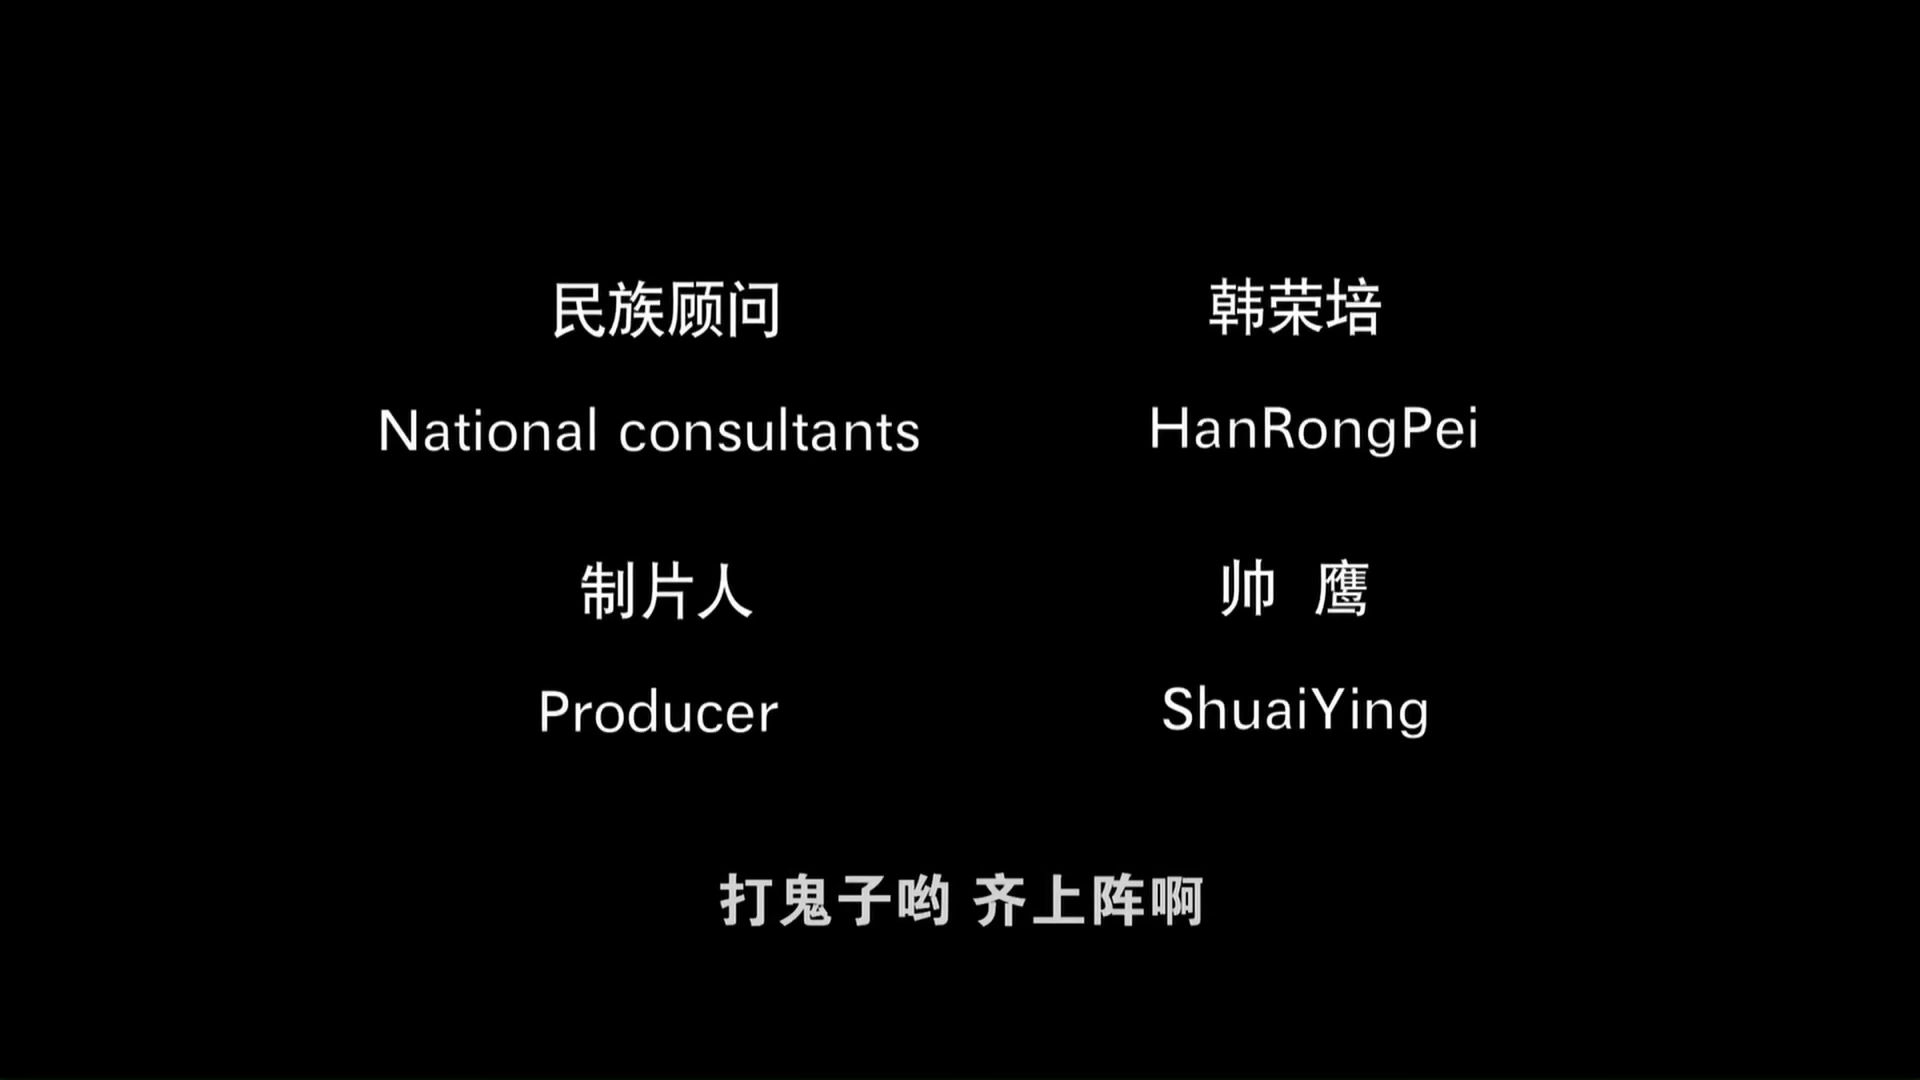 民族顾问 韩荣培
National consultants HanRongPei
制片人 帅 鹰
Producer ShuaiYing
打鬼子哟 齐上阵啊